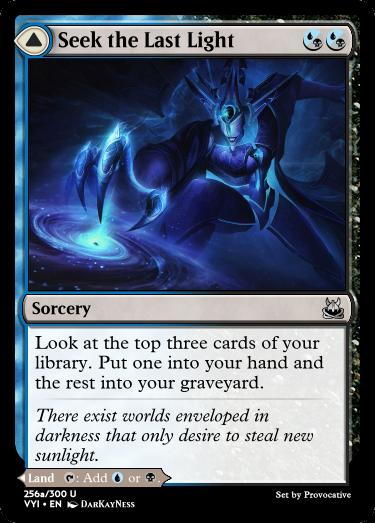 Seek the Last Light
Sorcery
Look at the top three cards of your
library. Put one into your hand and
the rest into your graveyard.
There exist worlds enveloped in
darkness that only desire to steal new
sunlight.
Land : Add or .
256a/300 U
VYI • EN DarKayNess
Set by Provocative